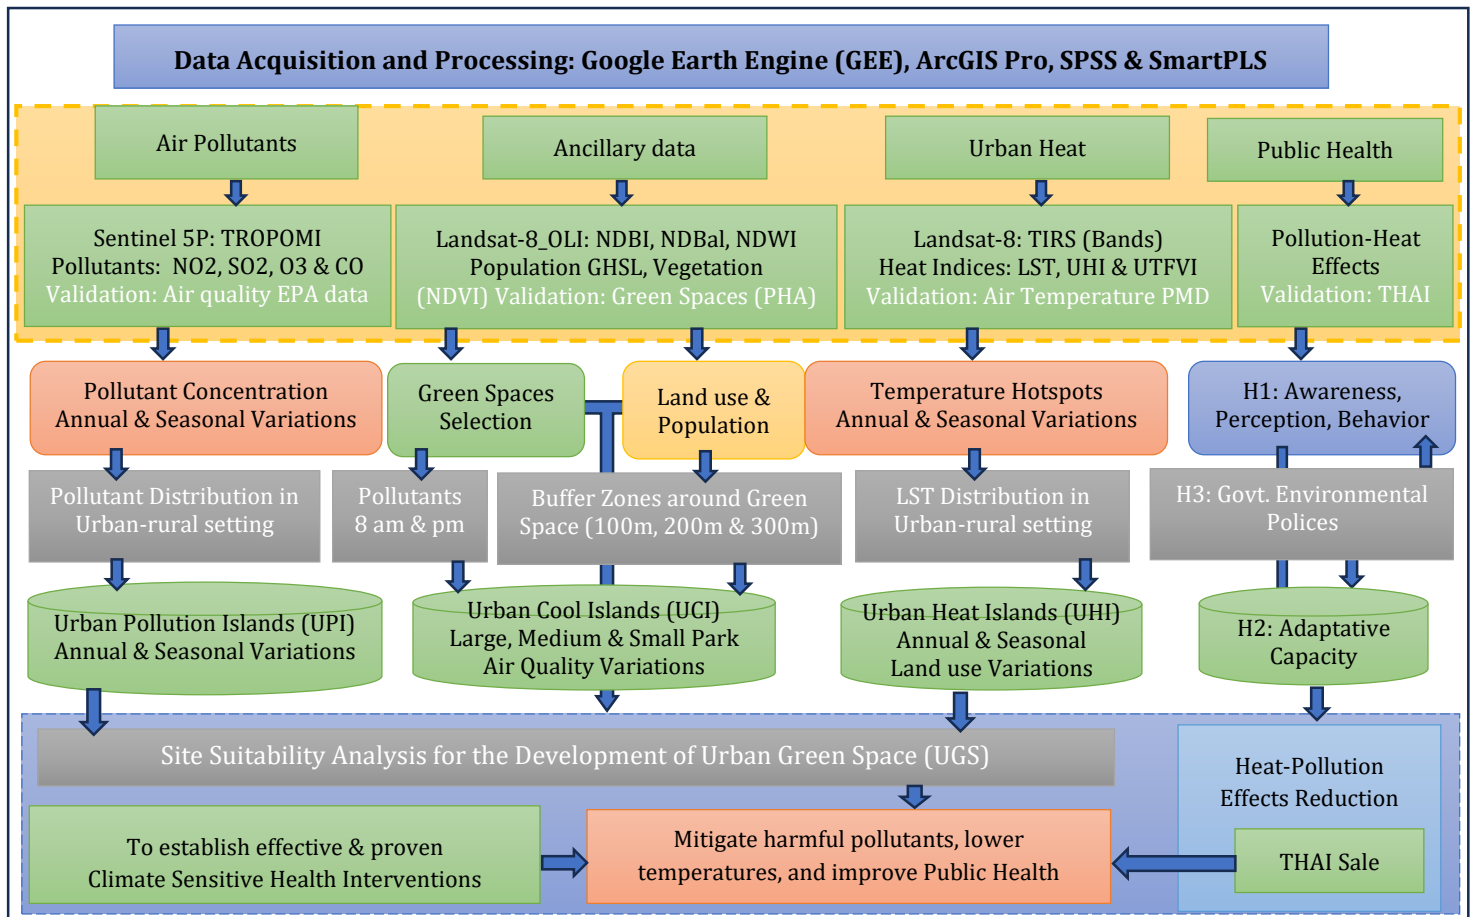 Data Acquisition and Processing: Google Earth Engine (GEE), ArcGIS Pro, SPSS & SmartPLS
Air Pollutants
Ancillary data
Urban Heat
Public Health
Sentinel 5P: TROPOMI
Pollutants:  NO2, SO2, O3 & CO
Validation: Air quality EPA data
Landsat-8_OLI: NDBI, NDBal, NDWI
Population GHSL, Vegetation
(NDVI) Validation: Green Spaces (PHA)
Landsat-8: TIRS (Bands)
Heat Indices: LST, UHI & UTFVI
Validation: Air Temperature PMD
Pollution-Heat
Effects
Validation: THAI
Pollutant Concentration
Annual & Seasonal Variations
Green Spaces
Selection
Land use &
Population
Temperature Hotspots
Annual & Seasonal Variations
H1: Awareness,
Perception, Behavior
Pollutant Distribution in
Urban-rural setting
Pollutants
8 am & pm
Buffer Zones around Green
Space (100m, 200m & 300m)
LST Distribution in
Urban-rural setting
H3: Govt. Environmental
Polices
Urban Pollution Islands (UPI)
Annual & Seasonal Variations
Urban Cool Islands (UCI)
Large, Medium & Small Park
Air Quality Variations
Urban Heat Islands (UHI)
Annual & Seasonal
Land use Variations
H2: Adaptative
Capacity
Site Suitability Analysis for the Development of Urban Green Space (UGS)
Heat-Pollution
Effects Reduction
To establish effective & proven
Climate Sensitive Health Interventions
Mitigate harmful pollutants, lower
temperatures, and improve Public Health
THAI Sale